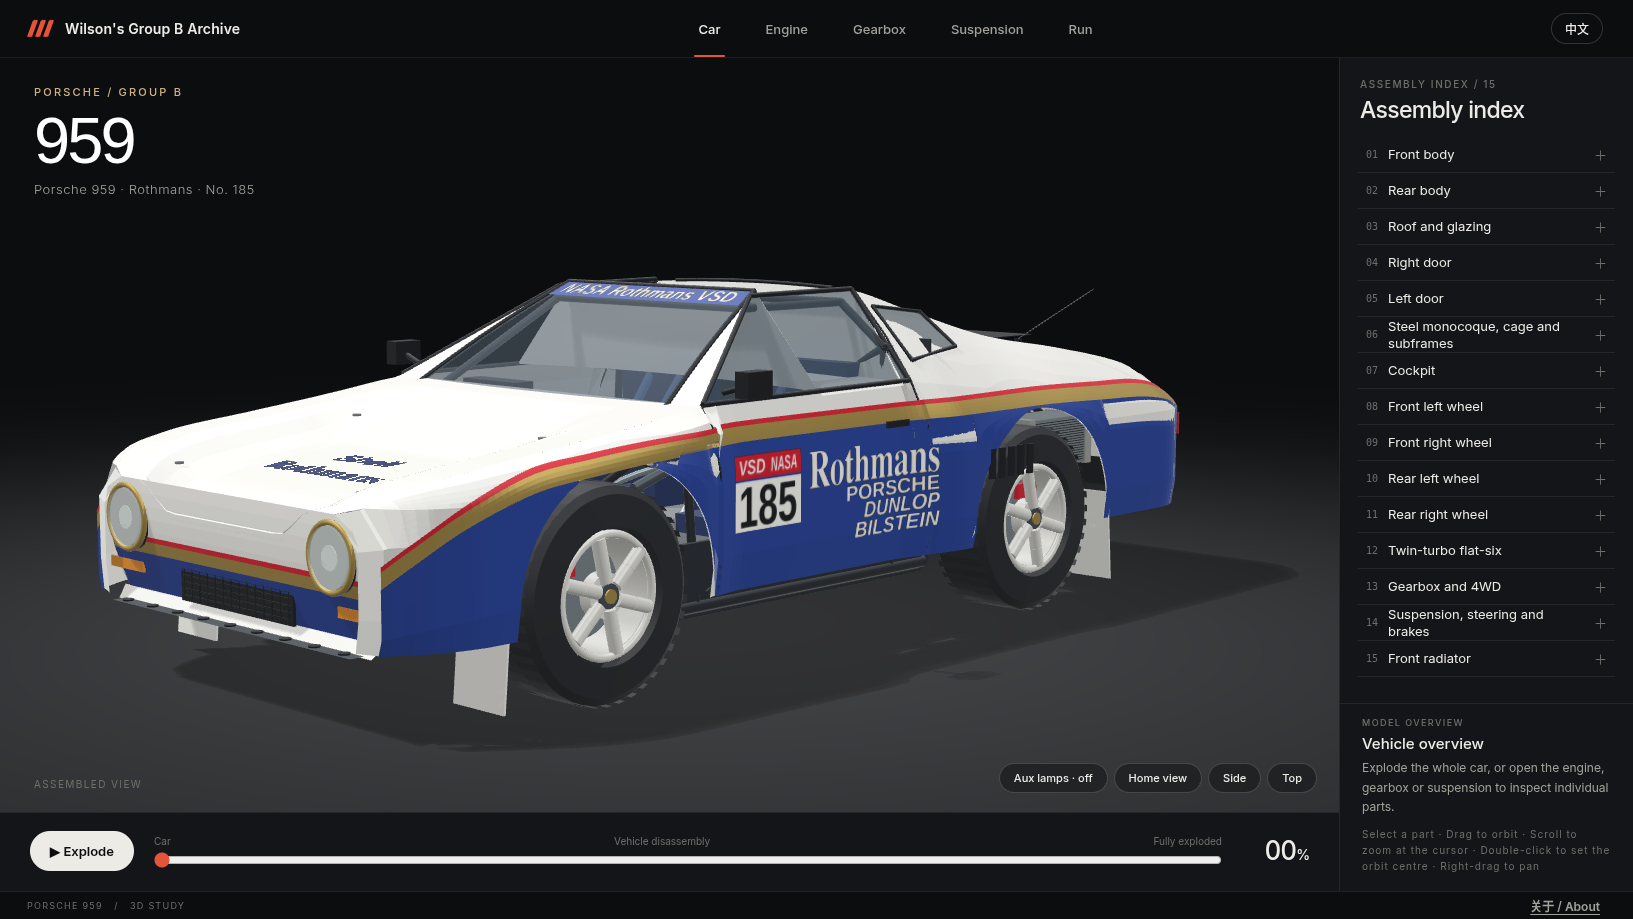 Wilson's Group B Archive
Car
Engine
Gearbox
Suspension
Run
中文
PORSCHE / GROUP B
959
Porsche 959 · Rothmans · No. 185
NASA Rothmans VSD
VSD NASA
185
Rothmans
PORSCHE
DUNLOP
BILSTEIN
ASSEMBLED VIEW
Aux lamps · off
Home view
Side
Top
▶ Explode
Car
Vehicle disassembly
Fully exploded
00%
ASSEMBLY INDEX / 15
Assembly index
01 Front body +
02 Rear body +
03 Roof and glazing +
04 Right door +
05 Left door +
06 Steel monocoque, cage and
subframes +
07 Cockpit +
08 Front left wheel +
09 Front right wheel +
10 Rear left wheel +
11 Rear right wheel +
12 Twin-turbo flat-six +
13 Gearbox and 4WD +
14 Suspension, steering and
brakes +
15 Front radiator +
MODEL OVERVIEW
Vehicle overview
Explode the whole car, or open the engine,
gearbox or suspension to inspect individual
parts.
Select a part · Drag to orbit · Scroll to
zoom at the cursor · Double-click to set the
orbit centre · Right-drag to pan
PORSCHE 959 / 3D STUDY
关于 / About